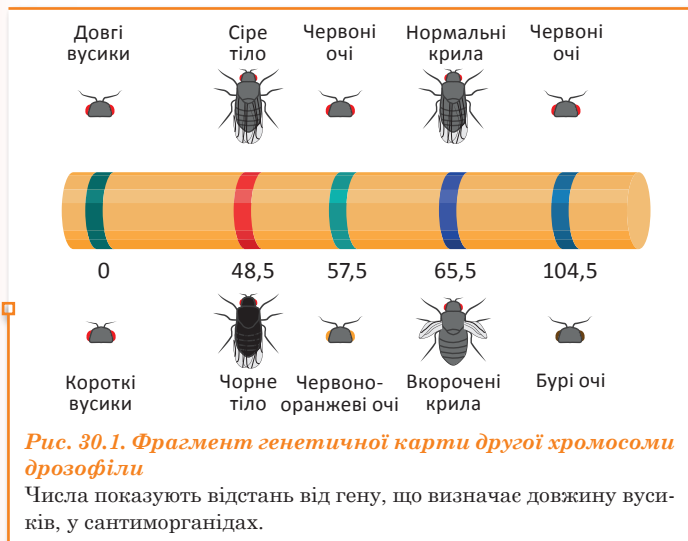 Довгі вусики
Сіре тіло
Червоні очі
Нормальні крила
Червоні очі
0 48,5 57,5 65,5 104,5
Короткі вусики
Чорне тіло
Червоно-оранжеві очі
Вкорочені крила
Бурі очі
Рис. 30.1. Фрагмент генетичної карти другої хромосоми
дрозофіли
Числа показують відстань від гену, що визначає довжину вуси-
ків, у сантиморганідах.